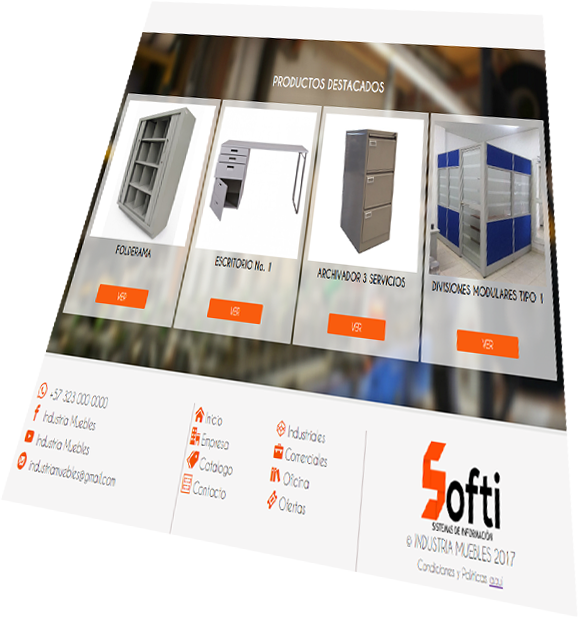 PRODUCTOS DESTACADOS
FOLDERAMA
VER
ESCRITORIO No. 1
VER
ARCHIVADOR 3 SERVICIOS
VER
DIVISIONES MODULARES TIPO 1
VER
+57 323 000 0000
Industria Muebles
Industria Muebles
industriamuebles@gmail.com
Inicio
Empresa
Catalogo
Contacto
Industriales
Comerciales
Oficina
Ofertas
Softi
SISTEMAS DE INFORMACIÓN
© INDUSTRIA MUEBLES 2017
Condiciones y Políticas aquí